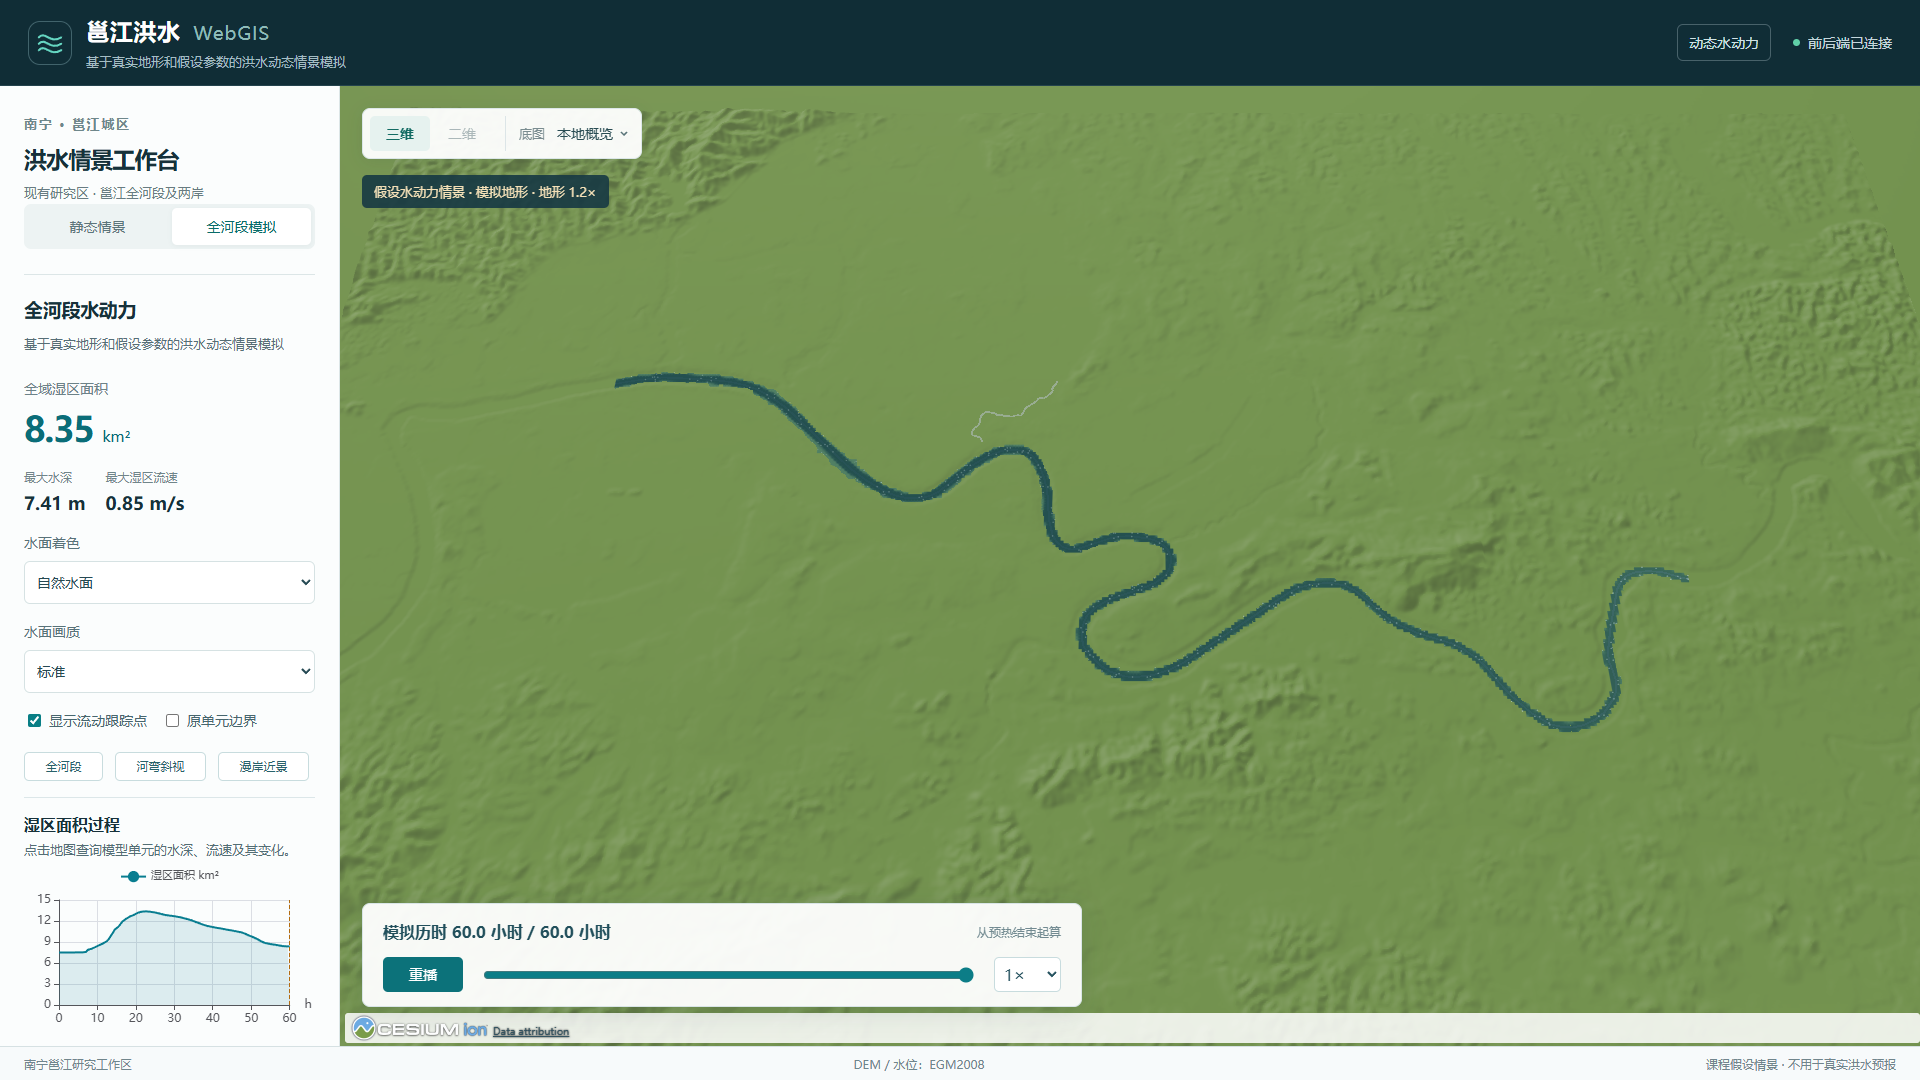 邕江洪水 WebGIS
基于真实地形和假设参数的洪水动态情景模拟
动态水动力
前后端已连接
南宁 • 邕江城区
洪水情景工作台
现有研究区 · 邕江全河段及两岸
静态情景
全河段模拟
全河段水动力
基于真实地形和假设参数的洪水动态情景模拟
全域湿区面积
8.35 km²
最大水深
最大湿区流速
7.41 m
0.85 m/s
水面着色
自然水面
水面画质
标准
显示流动跟踪点
原单元边界
全河段
河弯斜视
漫岸近景
湿区面积过程
点击地图查询模型单元的水深、流速及其变化。
湿区面积 km²
15
12
9
6
3
0
0 10 20 30 40 50 60
h
三维
二维
底图
本地概览
假设水动力情景 · 模拟地形 · 地形 1.2×
模拟历时 60.0 小时 / 60.0 小时
从预热结束起算
重播
1×
CESIUM ion
Data attribution
南宁邕江研究工作区
DEM / 水位：EGM2008
课程假设情景 · 不用于真实洪水预报